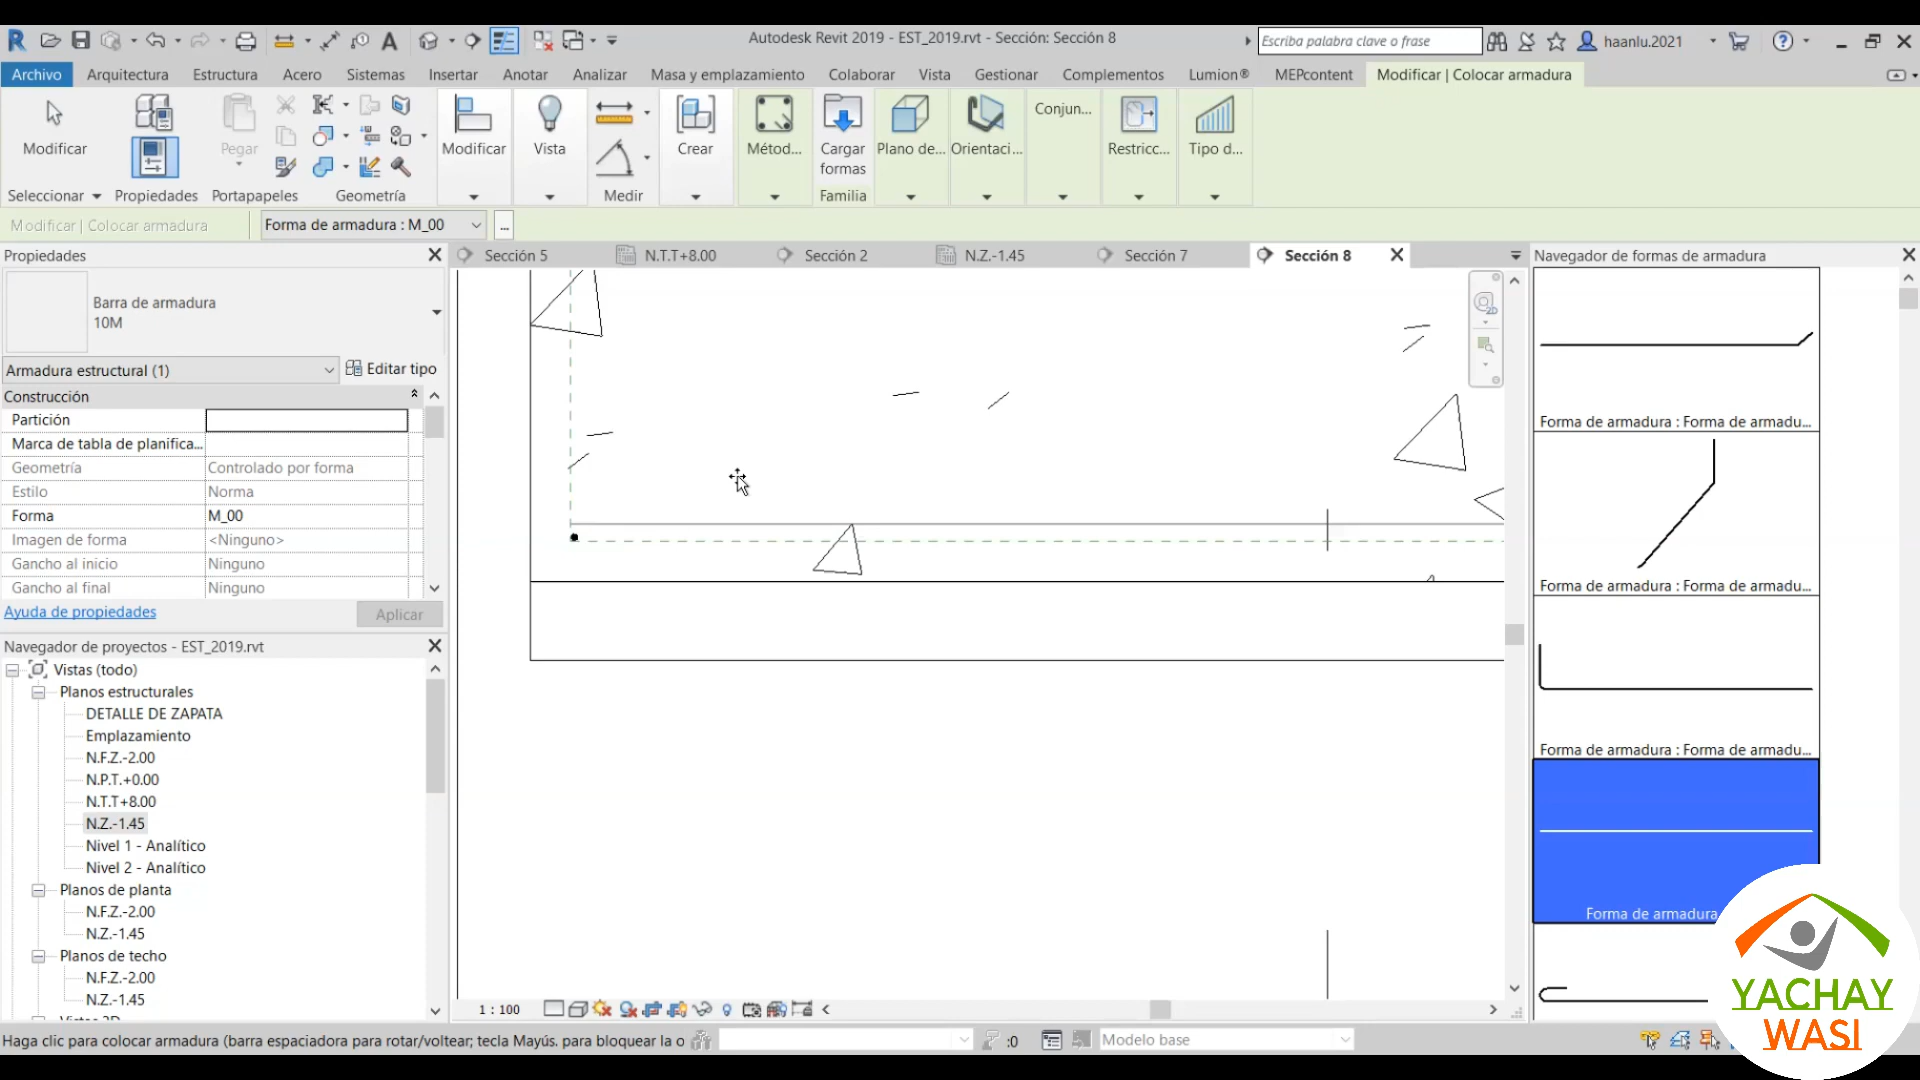 Autodesk Revit 2019 - EST_2019.rvt - Sección: Sección 8
Escriba palabra clave o frase
haanlu.2021
Archivo Arquitectura Estructura Acero Sistemas Insertar Anotar Analizar Masa y emplazamiento Colaborar Vista Gestionar Complementos Lumion® MEPcontent Modificar | Colocar armadura
Conjun...
Modificar Pegar Modificar Vista Crear Métod... Cargar formas Plano de... Orientaci... Restricc... Tipo d...
Seleccionar Propiedades Portapapeles Geometría Medir Familia
Modificar | Colocar armadura Forma de armadura : M_00 ...
Propiedades
Sección 5 N.T.T+8.00 Sección 2 N.Z.-1.45 Sección 7 Sección 8
Navegador de formas de armadura
Barra de armadura
10M
Armadura estructural (1) Editar tipo
Construcción
Partición
Marca de tabla de planifica...
Geometría Controlado por forma
Estilo Norma
Forma M_00
Imagen de forma <Ninguno>
Gancho al inicio Ninguno
Gancho al final Ninguno
Ayuda de propiedades Aplicar
Navegador de proyectos - EST_2019.rvt
Vistas (todo)
Planos estructurales
DETALLE DE ZAPATA
Emplazamiento
N.F.Z.-2.00
N.P.T.+0.00
N.T.T+8.00
N.Z.-1.45
Nivel 1 - Analítico
Nivel 2 - Analítico
Planos de planta
N.F.Z.-2.00
N.Z.-1.45
Planos de techo
N.F.Z.-2.00
N.Z.-1.45
Forma de armadura : Forma de armadu...
Forma de armadura : Forma de armadu...
Forma de armadura : Forma de armadu...
Forma de armadura
1 : 100
Haga clic para colocar armadura (barra espaciadora para rotar/voltear; tecla Mayús. para bloquear la o
:0
Modelo base
YACHAY
WASI